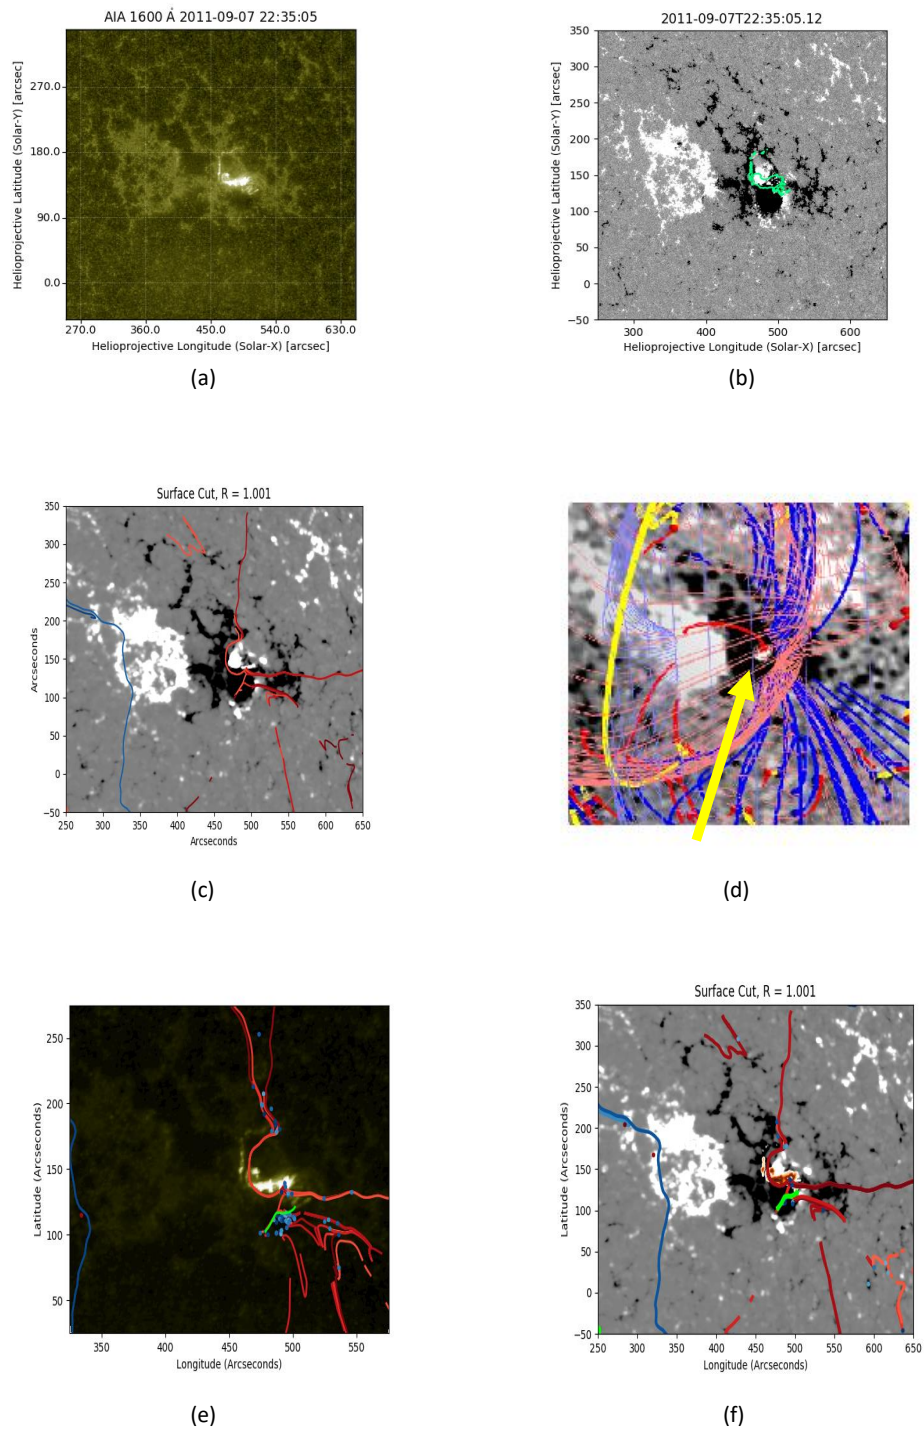 AIA 1600 Å 2011-09-07 22:35:05
270.0
180.0
90.0
0.0
Helioprojective Latitude (Solar-Y) [arcsec]
270.0 360.0 450.0 540.0 630.0
Helioprojective Longitude (Solar-X) [arcsec]
(a)
2011-09-07T22:35:05.12
350
300
250
200
150
100
50
0
−50
Helioprojective Latitude (Solar-Y) [arcsec]
300 400 500 600
Helioprojective Longitude (Solar-X) [arcsec]
(b)
Surface Cut, R = 1.001
350
300
250
200
150
100
50
0
−50
Arcseconds
250 300 350 400 450 500 550 600 650
Arcseconds
(c)
(d)
250
200
150
100
50
Latitude (Arcseconds)
350 400 450 500 550
Longitude (Arcseconds)
(e)
Surface Cut, R = 1.001
350
300
250
200
150
100
50
0
−50
Latitude (Arcseconds)
250 300 350 400 450 500 550 600 650
Longitude (Arcseconds)
(f)